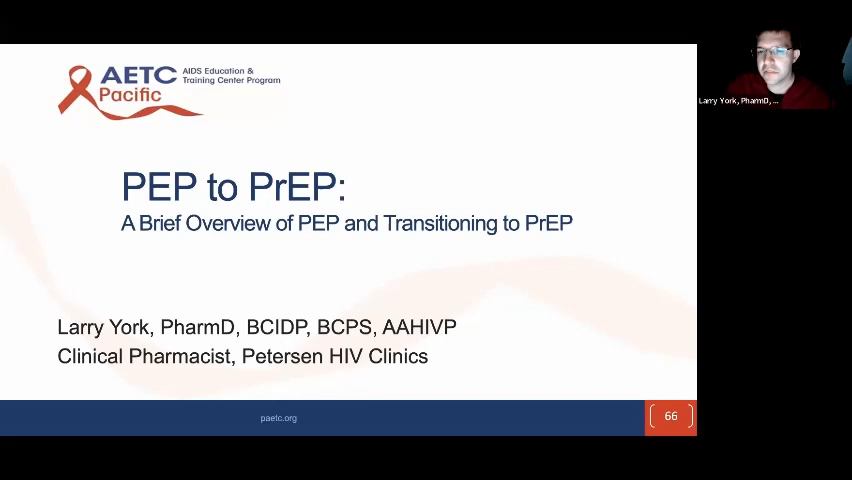 AETC AIDS Education &
Training Center Program
Pacific
Larry York, PharmD, ...
PEP to PrEP:
A Brief Overview of PEP and Transitioning to PrEP
Larry York, PharmD, BCIDP, BCPS, AAHIVP
Clinical Pharmacist, Petersen HIV Clinics
paetc.org
66